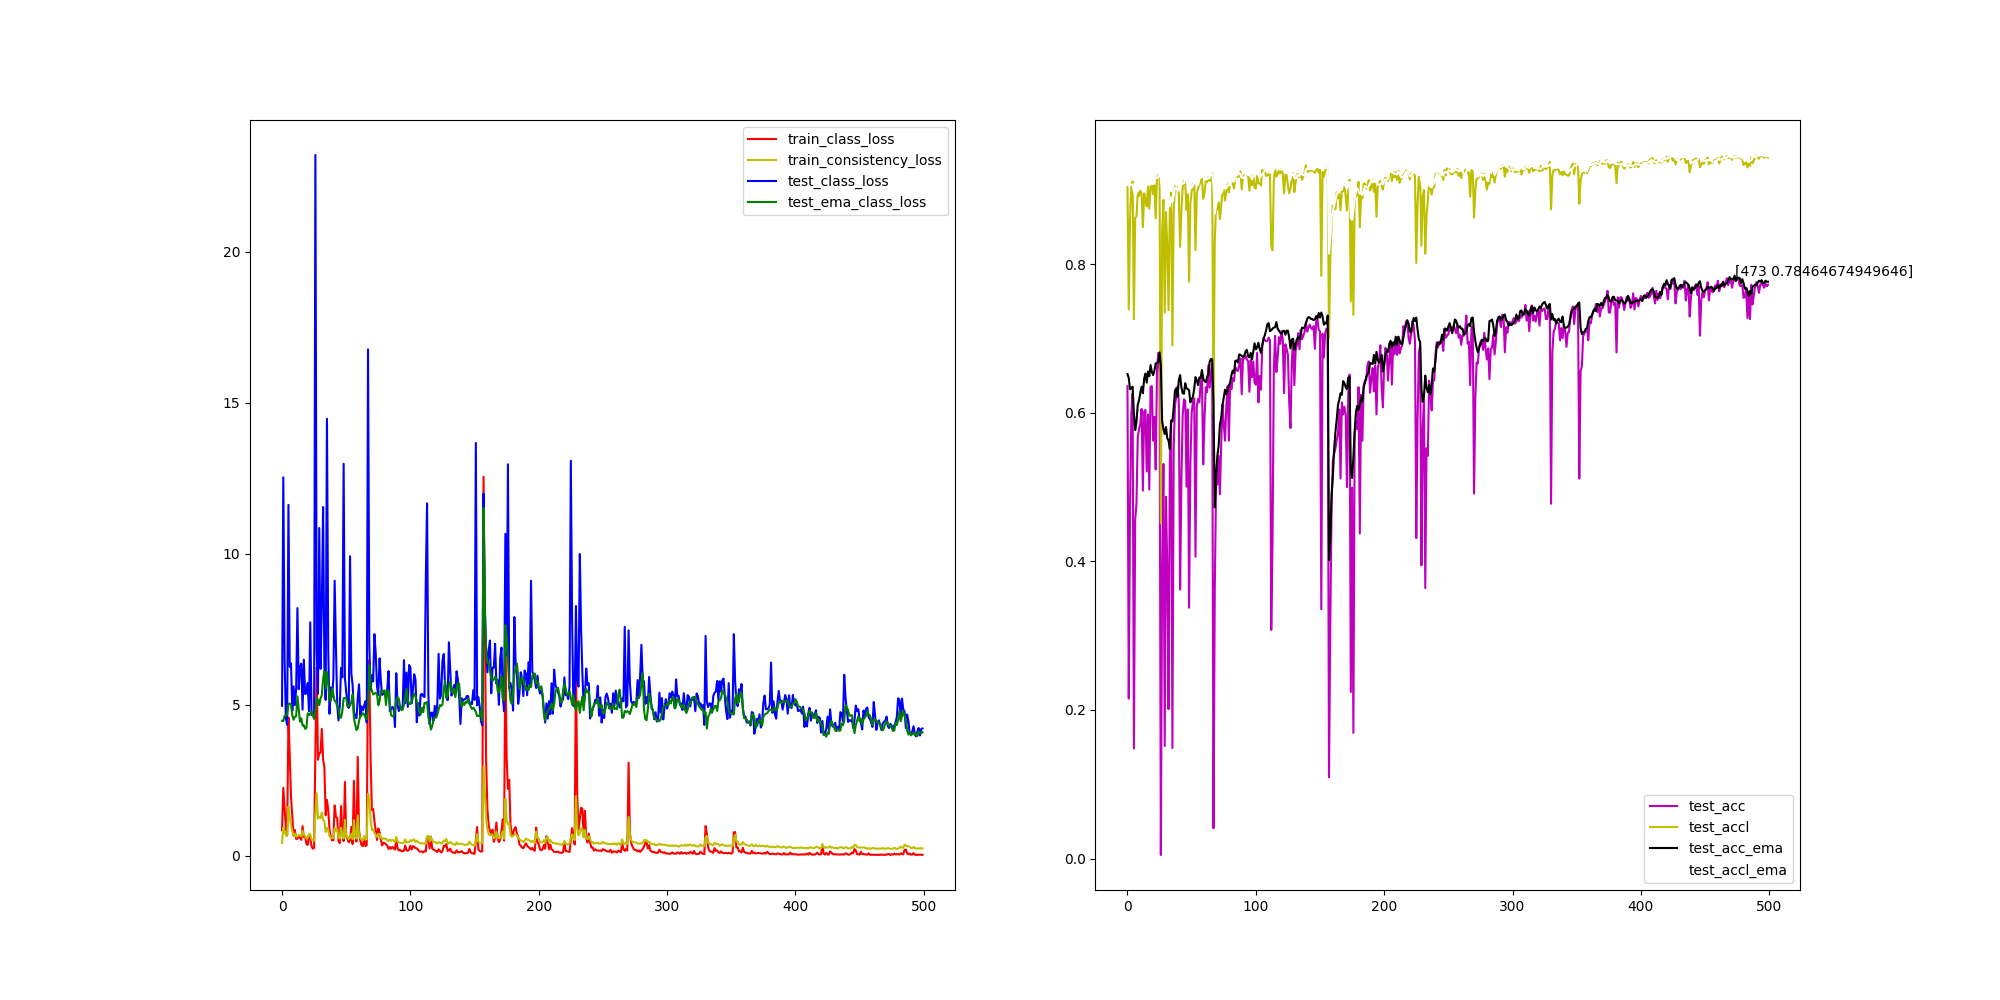 train_class_loss
train_consistency_loss
test_class_loss
test_ema_class_loss
20
15
10
5
0
0 100 200 300 400 500
[473 0.78464674949646]
0.8
0.6
0.4
0.2
0.0
test_acc
test_accl
test_acc_ema
test_accl_ema
0 100 200 300 400 500